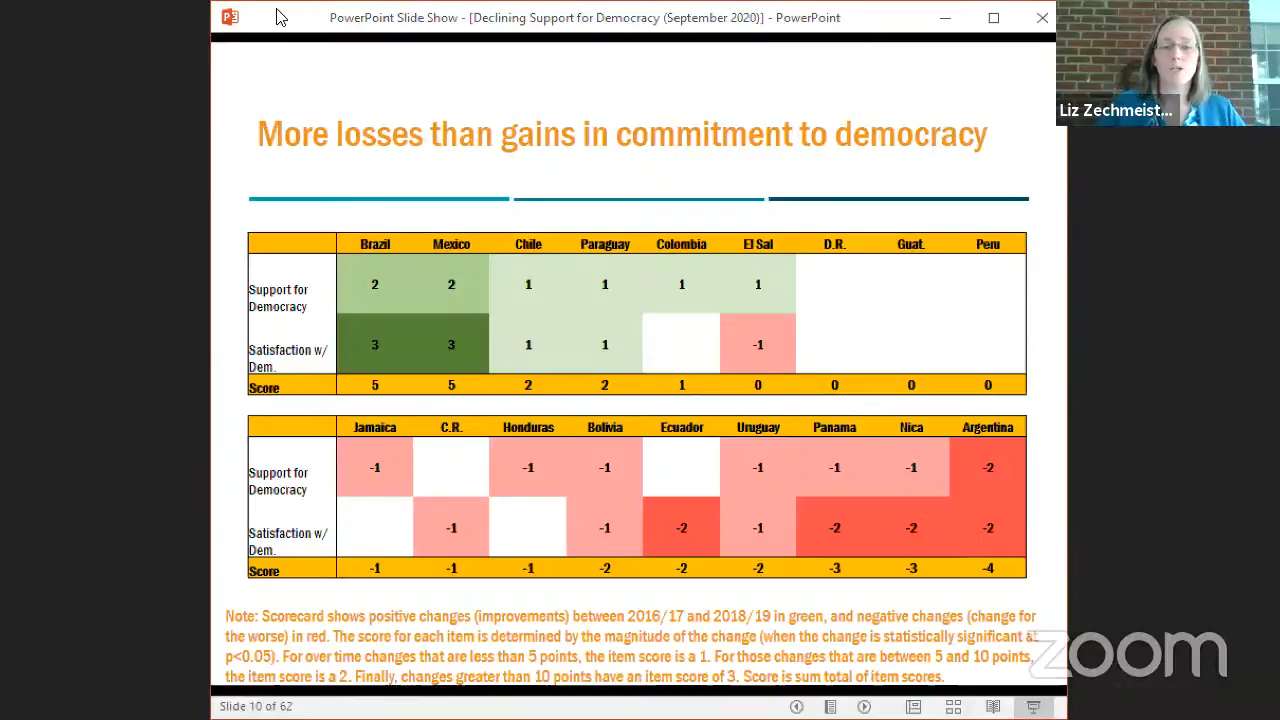 PowerPoint Slide Show - [Declining Support for Democracy (September 2020)] - PowerPoint
Liz Zechmeist...
More losses than gains in commitment to democracy
Brazil Mexico Chile Paraguay Colombia El Sal D.R. Guat. Peru
Support for Democracy 2 2 1 1 1 1
Satisfaction w/ Dem. 3 3 1 1 -1
Score 5 5 2 2 1 0 0 0 0
Jamaica C.R. Honduras Bolivia Ecuador Uruguay Panama Nica Argentina
Support for Democracy -1 -1 -1 -1 -1 -1 -2
Satisfaction w/ Dem. -1 -1 -2 -1 -2 -2 -2
Score -1 -1 -1 -2 -2 -2 -3 -3 -4
Note: Scorecard shows positive changes (improvements) between 2016/17 and 2018/19 in green, and negative changes (change for
the worse) in red. The score for each item is determined by the magnitude of the change (when the change is statistically significant at
p<0.05). For over time changes that are less than 5 points, the item score is a 1. For those changes that are between 5 and 10 points,
the item score is a 2. Finally, changes greater than 10 points have an item score of 3. Score is sum total of item scores.
zoom
Slide 10 of 62